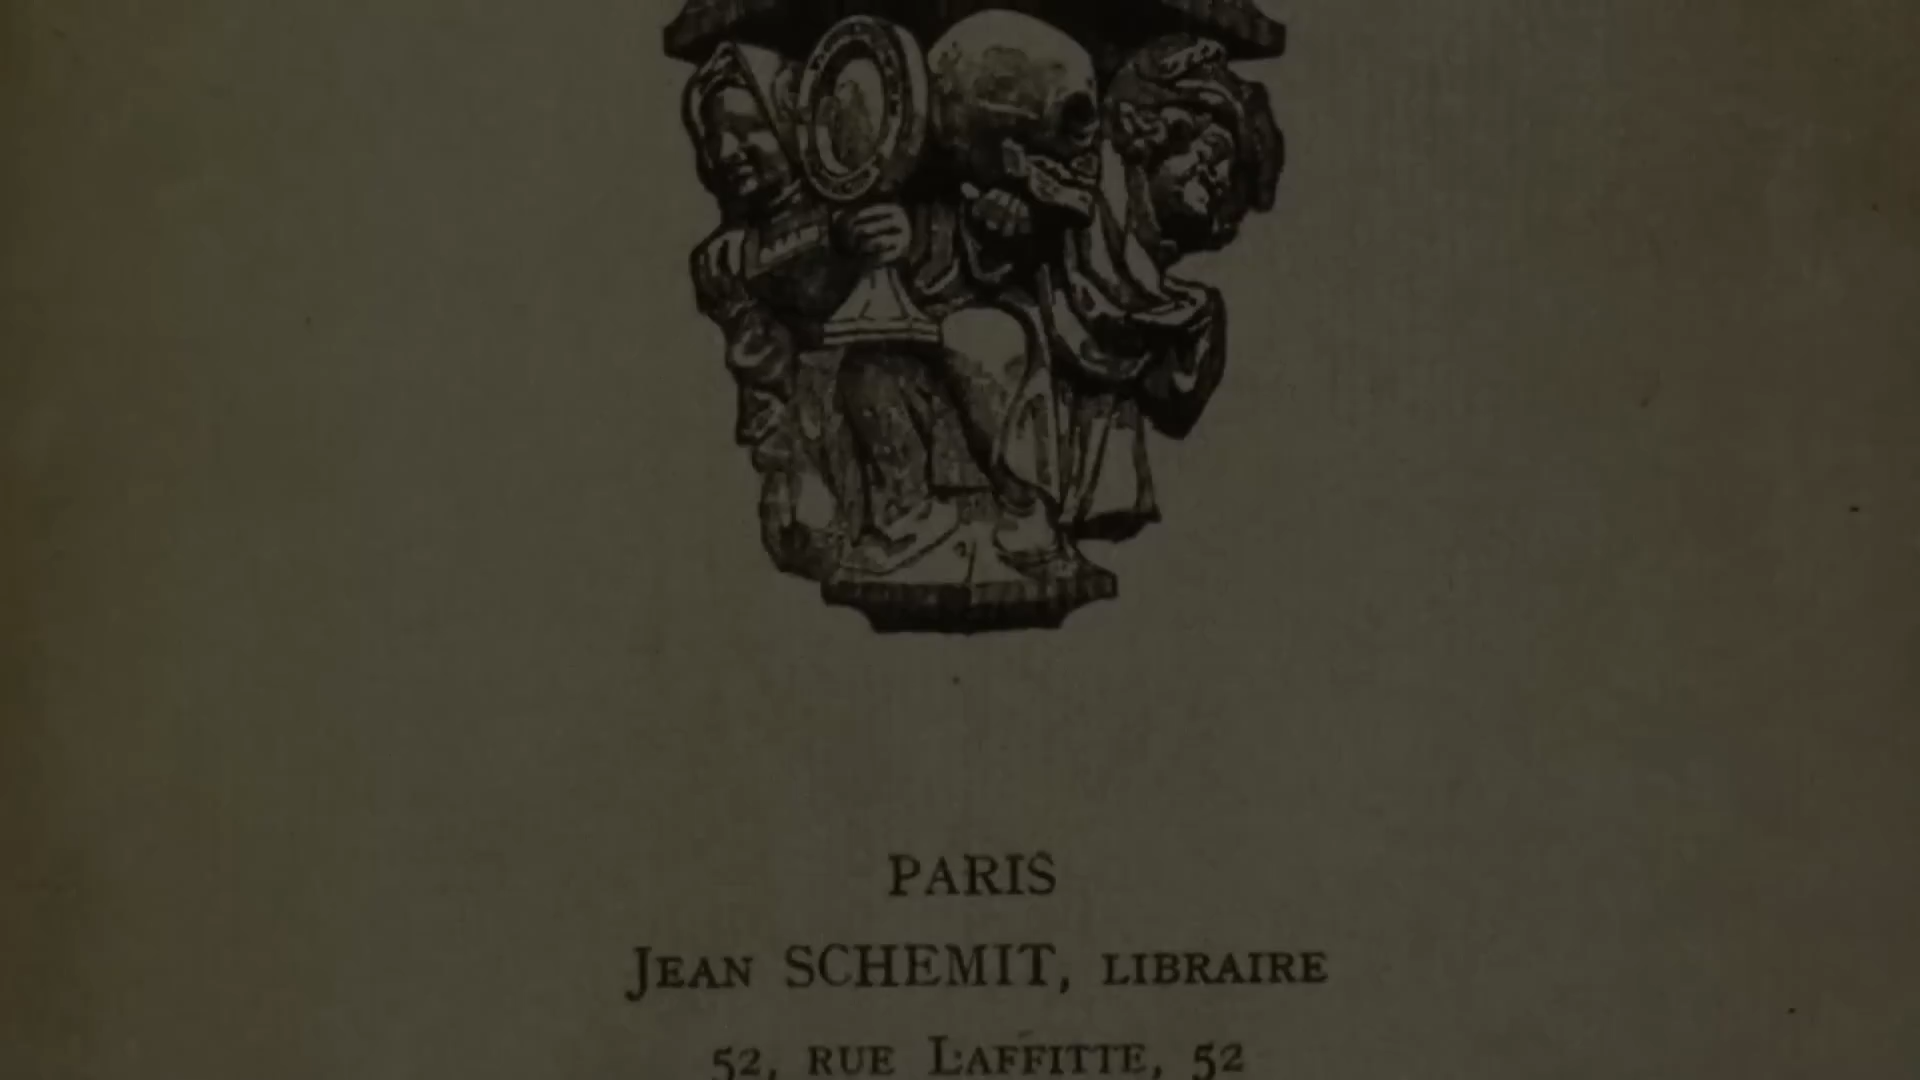 PARIS
JEAN SCHEMIT, LIBRAIRE
52, RUE LAFFITTE, 52